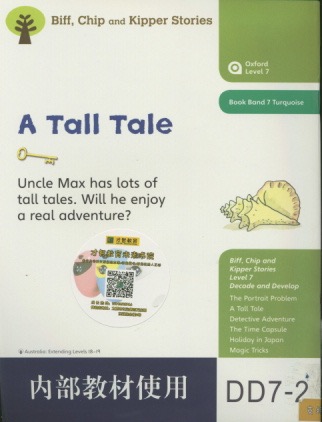 Biff, Chip and Kipper Stories
Oxford
Level 7
Book Band 7 Turquoise
A Tall Tale
Uncle Max has lots of
tall tales. Will he enjoy
a real adventure?
Biff, Chip and
Kipper Stories
Level 7
Decode and Develop
The Portrait Problem
A Tall Tale
Detective Adventure
The Time Capsule
Holiday in Japan
Magic Tricks
Australia: Extending Levels 18-19
内部教材使用
DD7-2